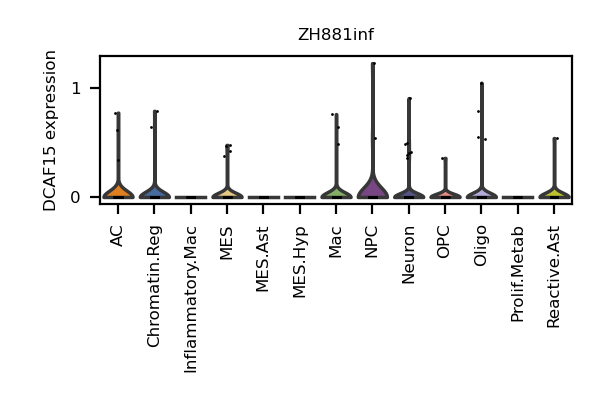 ZH881inf
DCAF15 expression
1
0
AC
Chromatin.Reg
Inflammatory.Mac
MES
MES.Ast
MES.Hyp
Mac
NPC
Neuron
OPC
Oligo
Prolif.Metab
Reactive.Ast